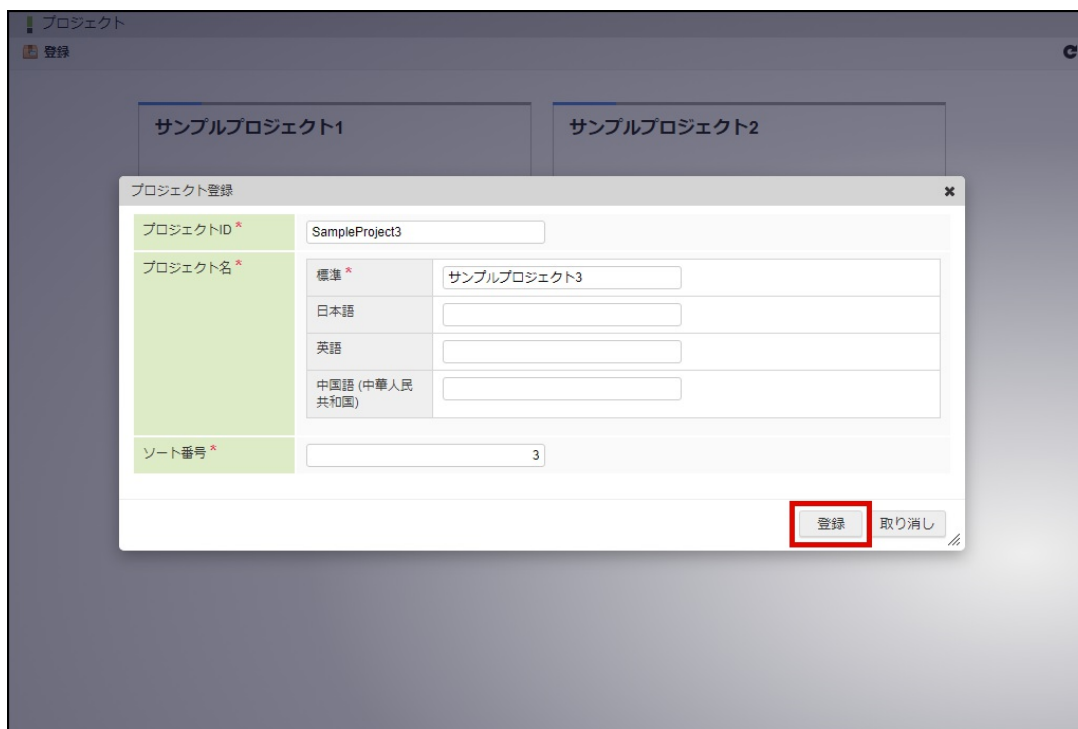 プロジェクト
登録
サンプルプロジェクト1 サンプルプロジェクト2
プロジェクト登録
プロジェクトID * SampleProject3
プロジェクト名 * 標準 * サンプルプロジェクト3
日本語
英語
中国語 (中華人民
共和国)
ソート番号 * 3
登録 取り消し